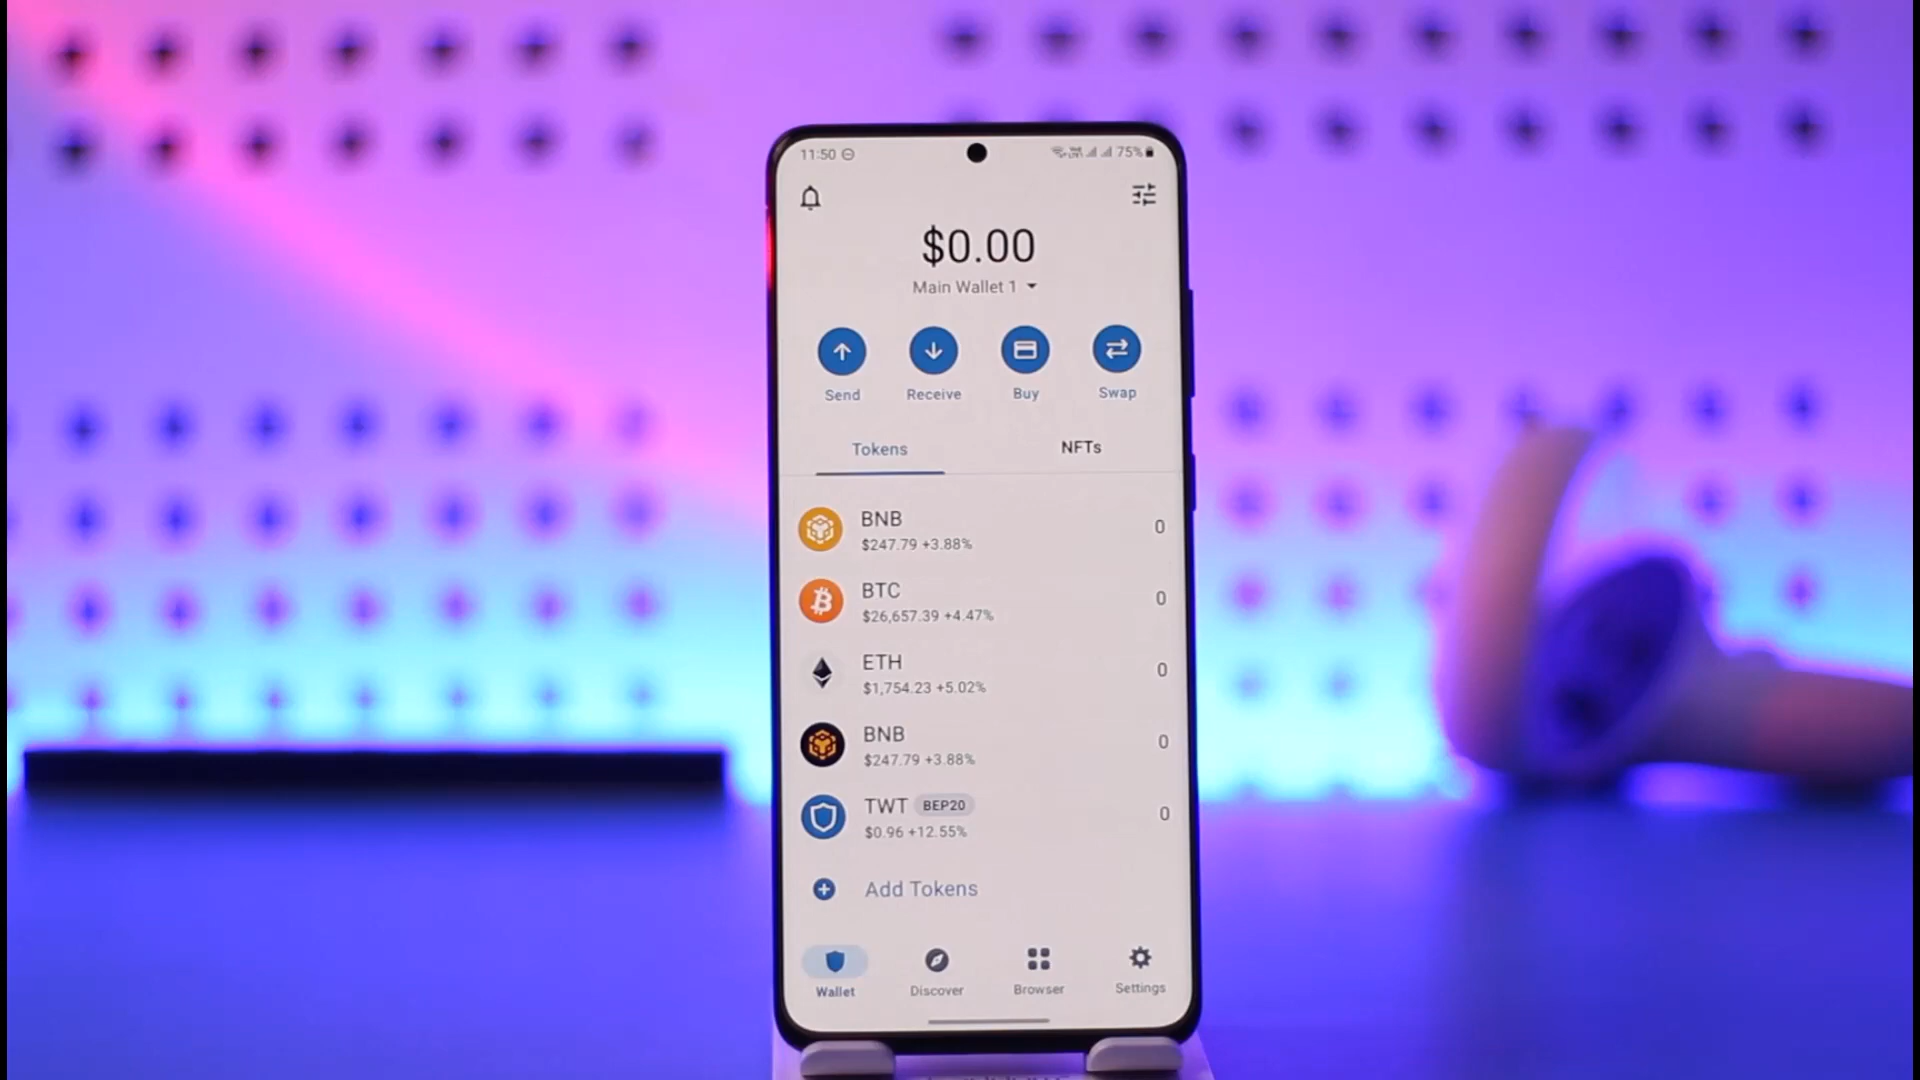 11:50
75%
$0.00
Main Wallet 1
Send Receive Buy Swap
Tokens NFTs
BNB
$247.79 +3.88%
0
BTC
$26,657.39 +4.47%
0
ETH
$1,754.23 +5.02%
0
BNB
$247.79 +3.88%
0
TWT BEP20
$0.96 +12.55%
0
Add Tokens
Wallet Discover Browser Settings